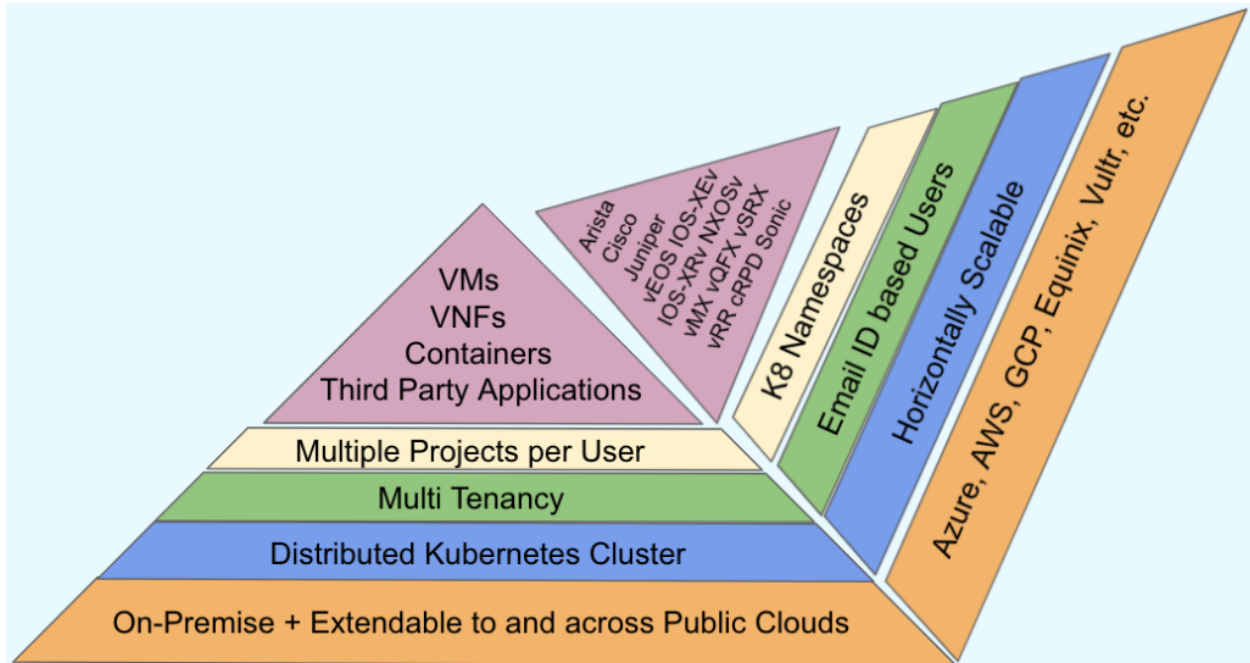 VMs
VNFs
Containers
Third Party Applications
Multiple Projects per User
Multi Tenancy
Distributed Kubernetes Cluster
On-Premise + Extendable to and across Public Clouds
Arista
Cisco
Juniper
vEOS IOS-XEv
IOS-XRv NXOSv
vMX vQFX vSRX
vRR cRPD Sonic
K8 Namespaces
Email ID based Users
Horizontally Scalable
Azure, AWS, GCP, Equinix, Vultr, etc.